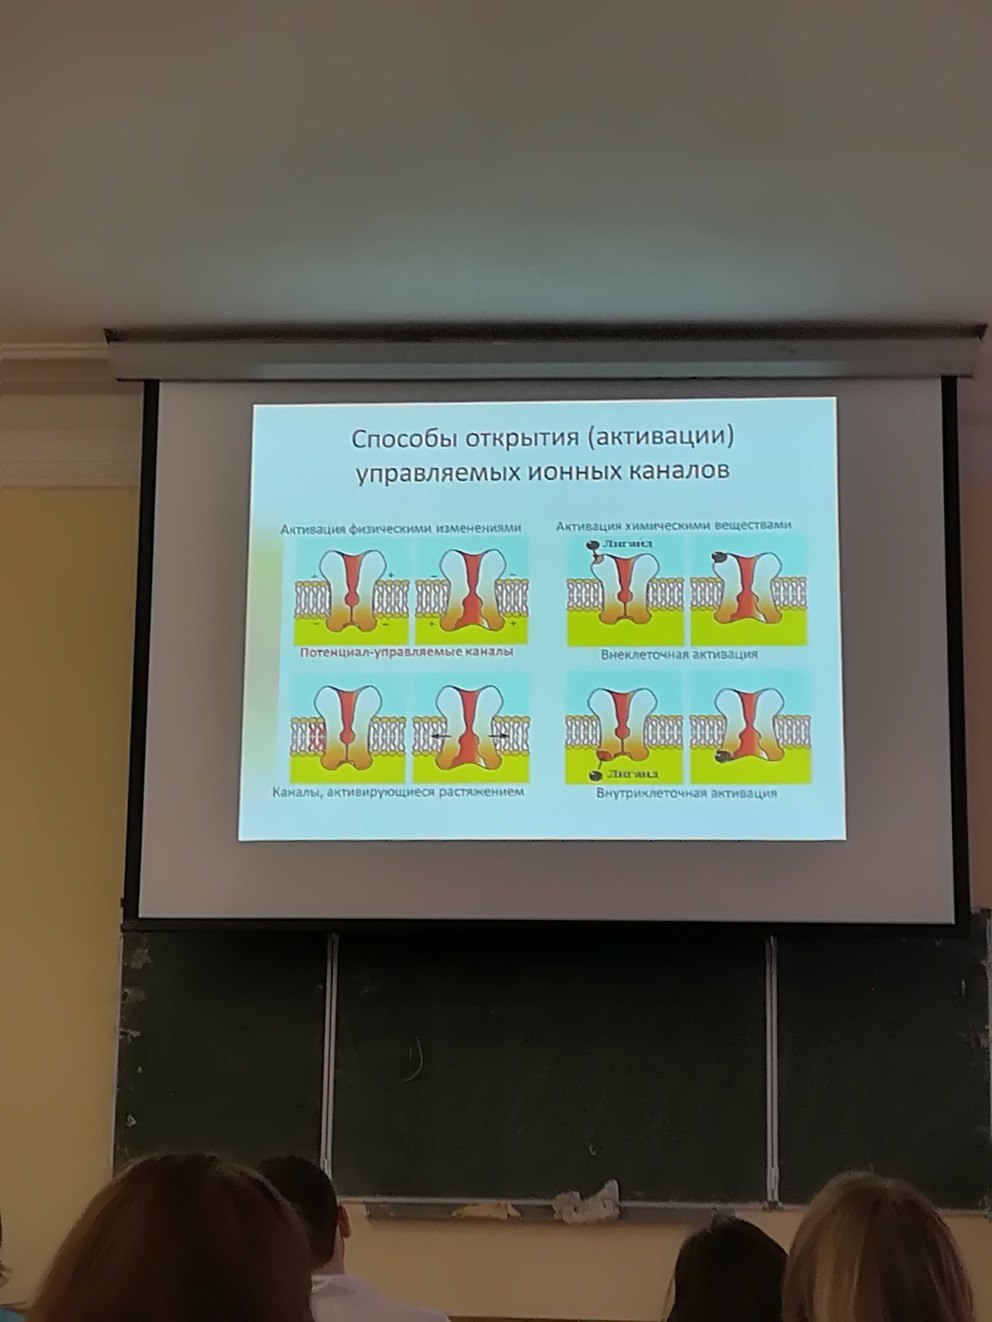 Способы открытия (активации)
управляемых ионных каналов
Активация физическими изменениями
Активация химическими веществами
Лиганд
+ +
- -
- -
+ +
Потенциал-управляемые каналы
Внеклеточная активация
Лиганд
Каналы, активирующиеся растяжением
Внутриклеточная активация